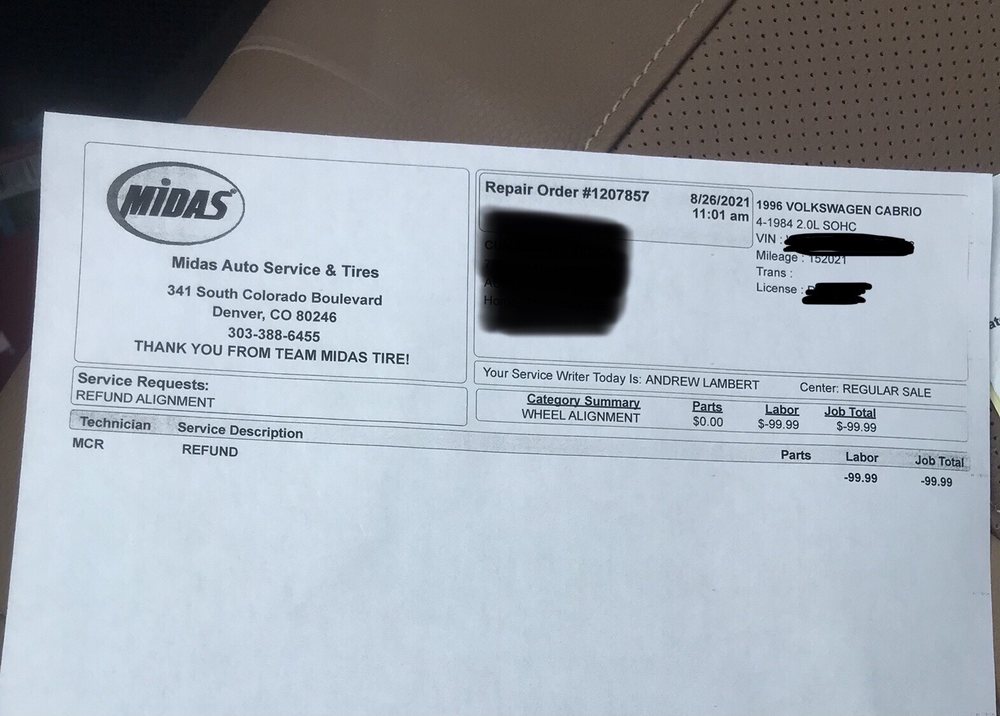 MiDAS®
Midas Auto Service & Tires
341 South Colorado Boulevard
Denver, CO 80246
303-388-6455
THANK YOU FROM TEAM MIDAS TIRE!
Repair Order #1207857
8/26/2021
11:01 am
1996 VOLKSWAGEN CABRIO
4-1984 2.0L SOHC
VIN :
Mileage : 152021
Trans :
License :
Your Service Writer Today Is: ANDREW LAMBERT Center: REGULAR SALE
Service Requests:
REFUND ALIGNMENT
Category Summary Parts Labor Job Total
WHEEL ALIGNMENT $0.00 $-99.99 $-99.99
Technician Service Description Parts Labor Job Total
MCR REFUND -99.99 -99.99